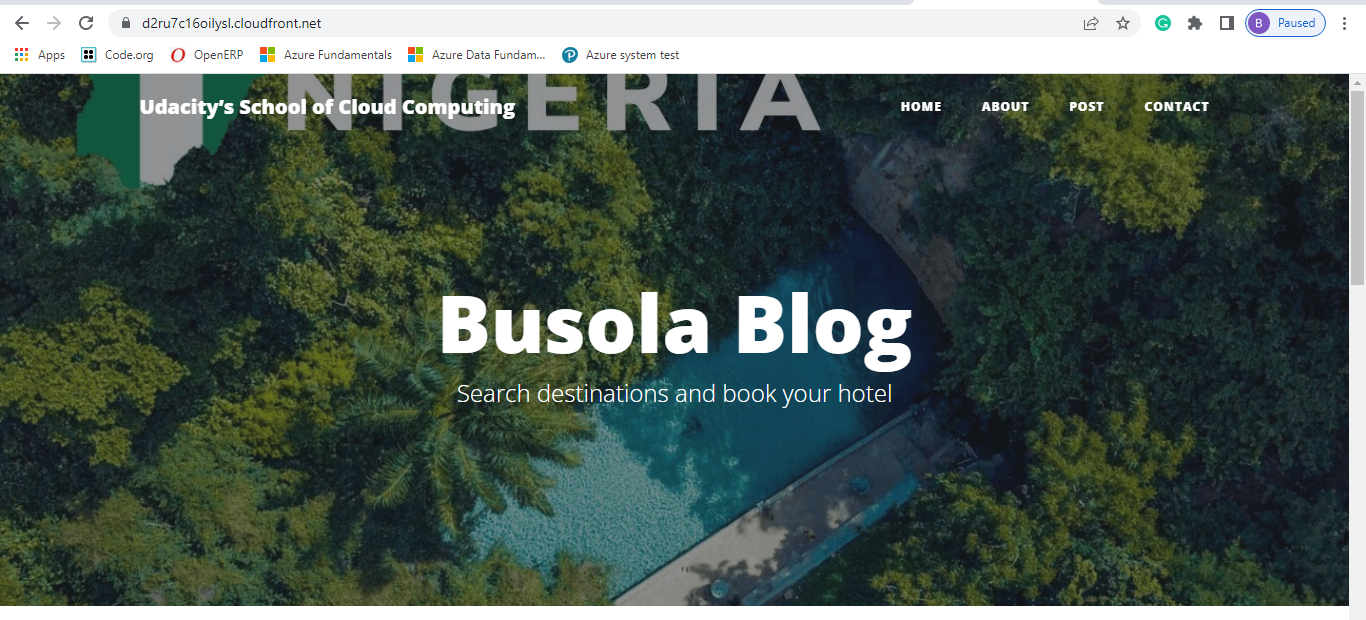 d2ru7c16oilysl.cloudfront.net
B Paused
Apps Code.org OpenERP Azure Fundamentals Azure Data Fundam... Azure system test
NIGERIA
Udacity’s School of Cloud Computing HOME ABOUT POST CONTACT
Busola Blog
Search destinations and book your hotel